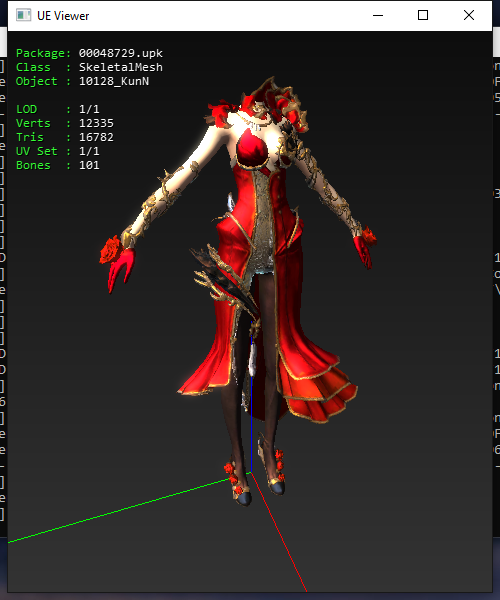 UE Viewer
Package: 00048729.upk
Class  : SkeletalMesh
Object : 10128_KunN
LOD    : 1/1
Verts  : 12335
Tris   : 16782
UV Set : 1/1
Bones  : 101